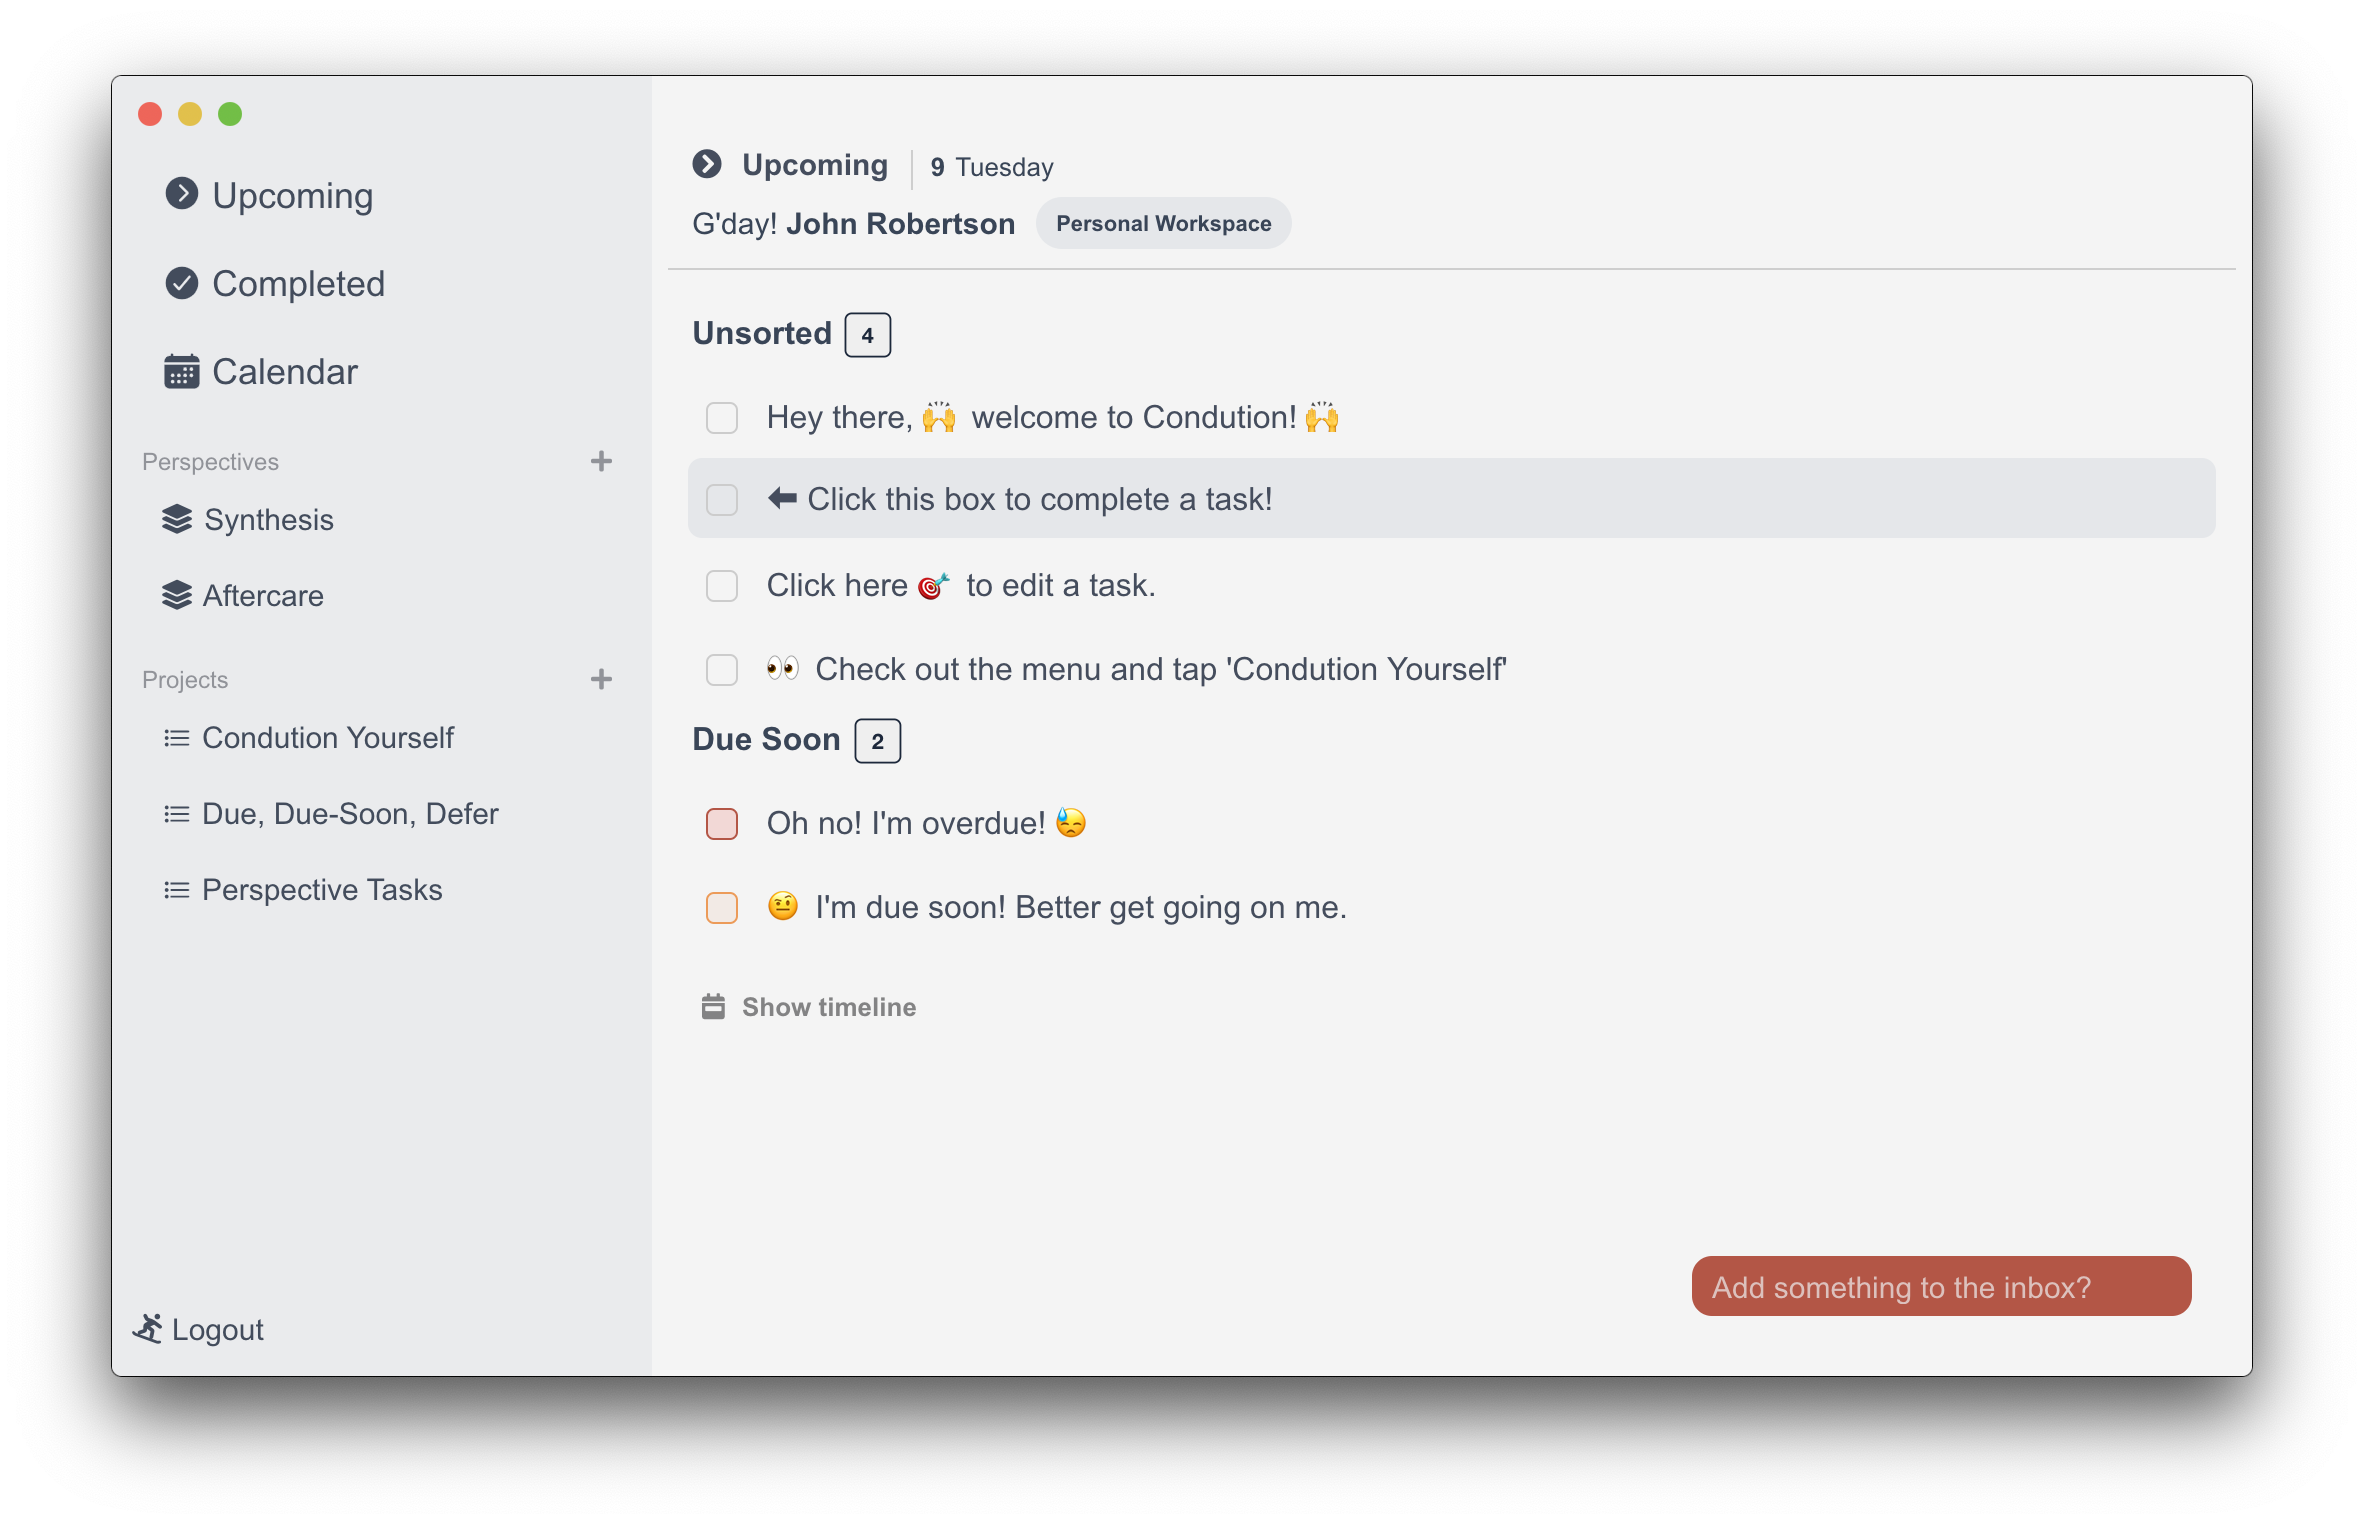 Upcoming
Completed
Calendar
Perspectives
Synthesis
Aftercare
Projects
Condution Yourself
Due, Due-Soon, Defer
Perspective Tasks
Logout
Upcoming 9 Tuesday
G'day! John Robertson Personal Workspace
Unsorted 4
Hey there, 🙌 welcome to Condution! 🙌
⬅ Click this box to complete a task!
Click here 🎯 to edit a task.
👀 Check out the menu and tap 'Condution Yourself'
Due Soon 2
Oh no! I'm overdue! 😓
🤨 I'm due soon! Better get going on me.
Show timeline
Add something to the inbox?